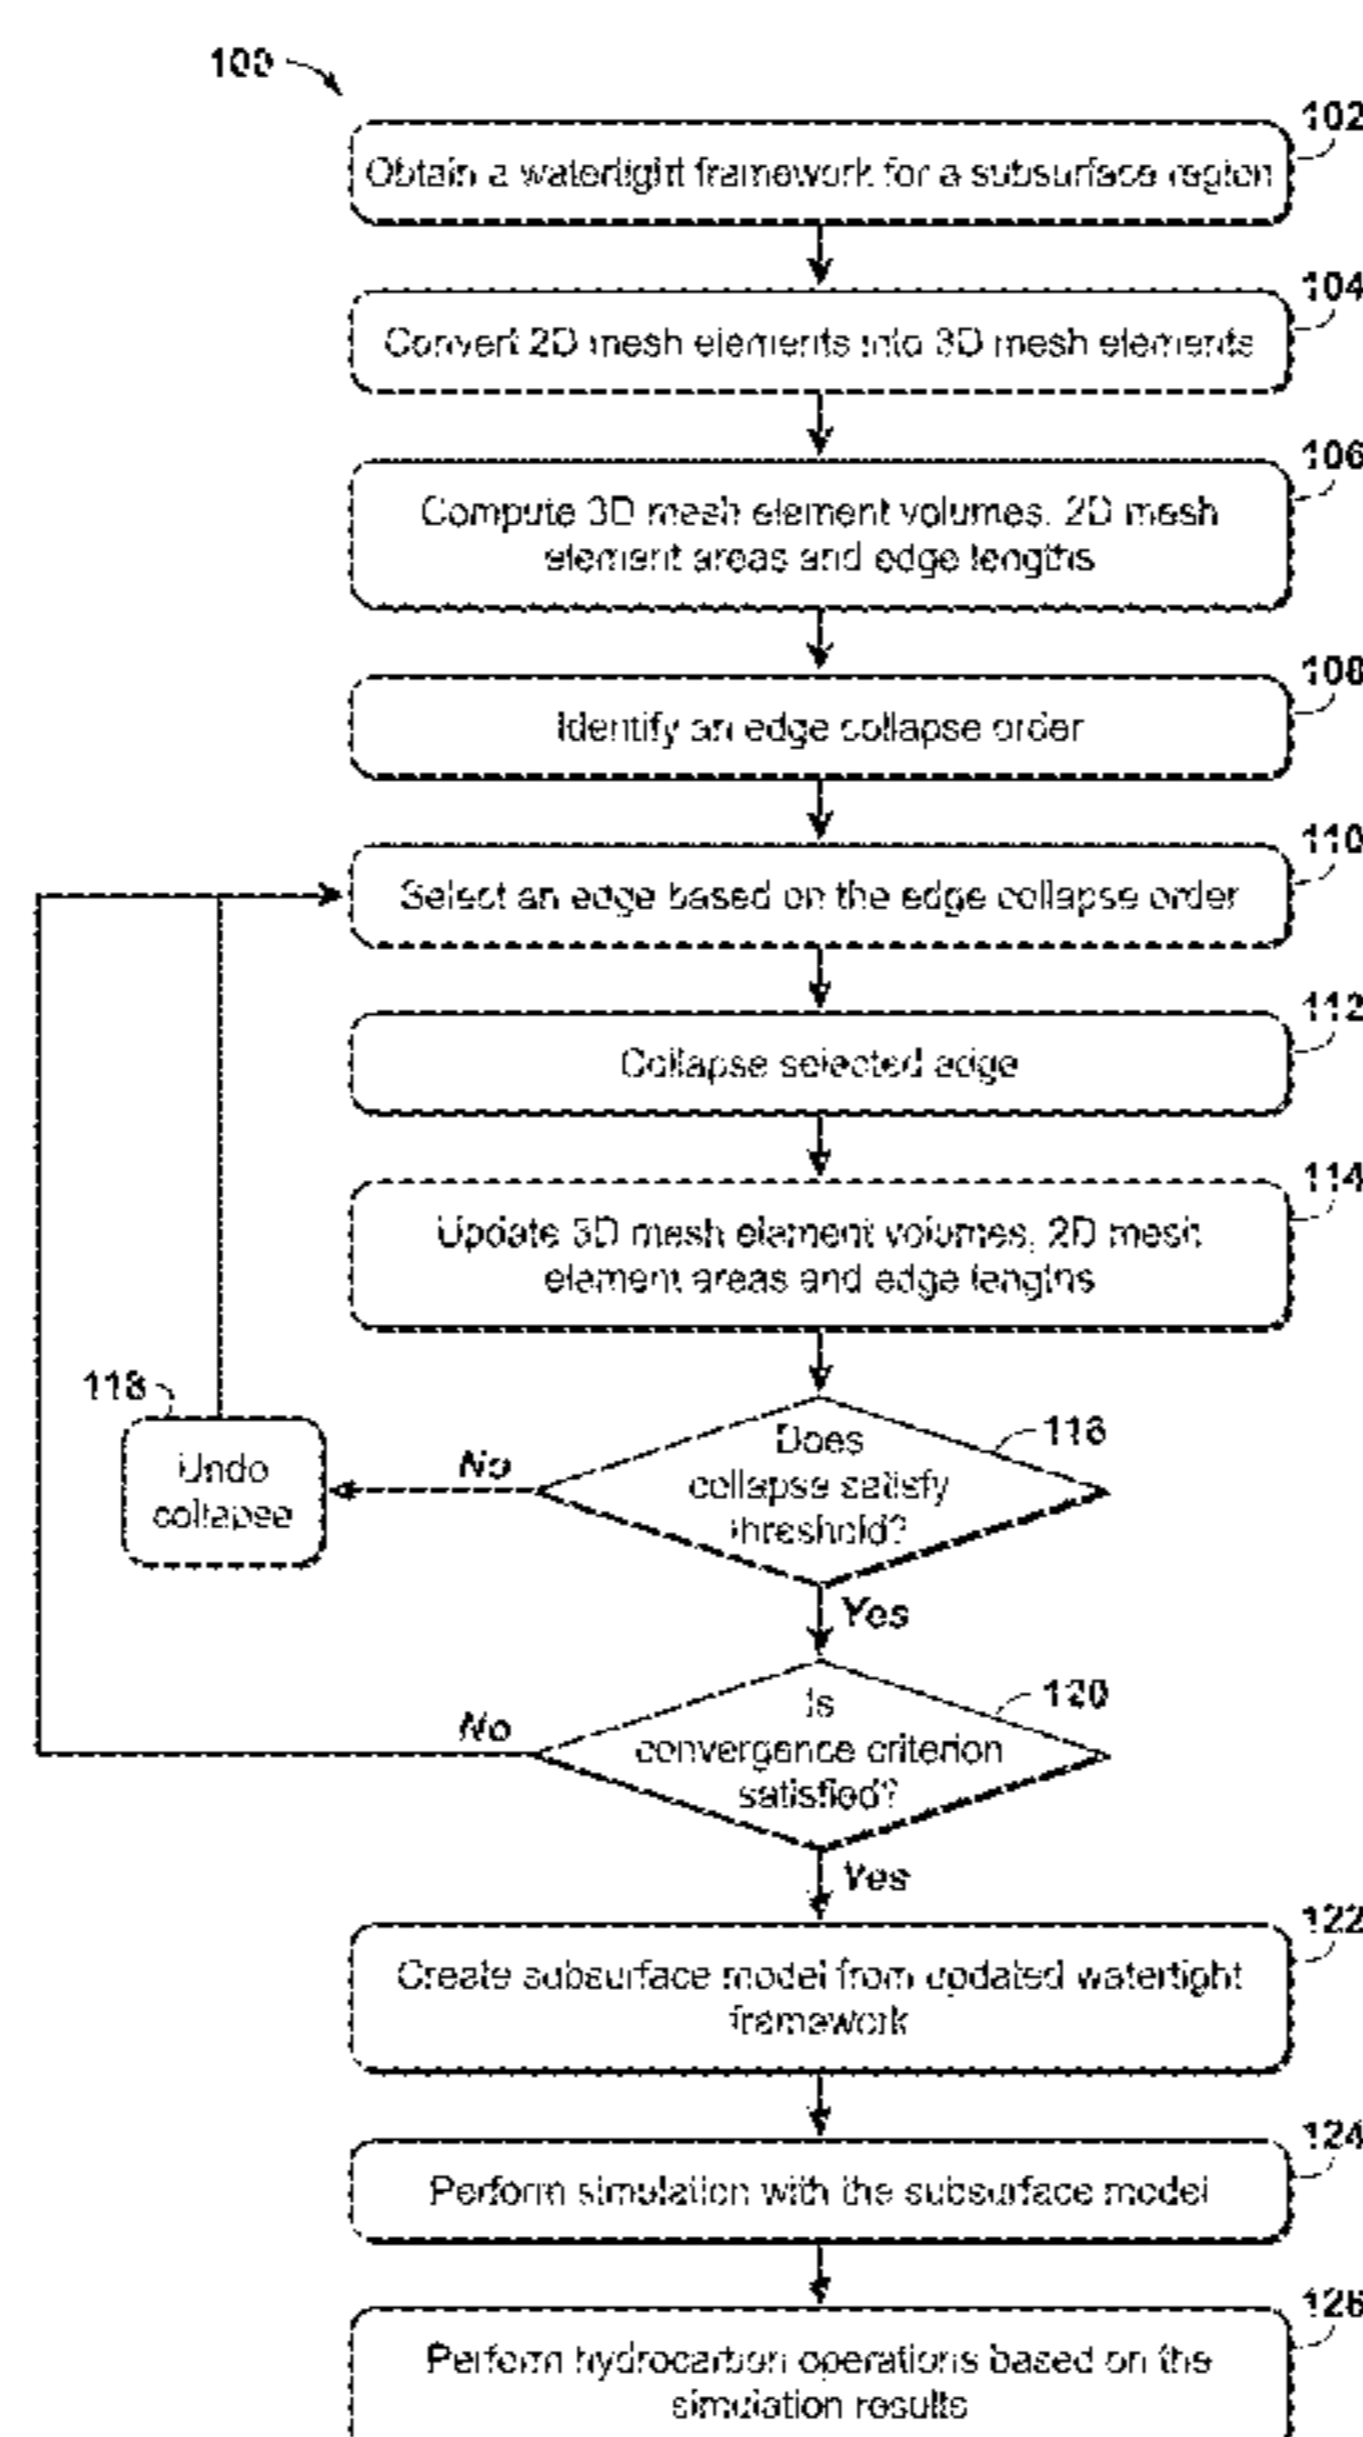 100
102
Obtain a watertight framework for a subsurface region
104
Convert 2D mesh elements into 3D mesh elements
106
Compute 3D mesh element volumes, 2D mesh
element areas and edge lengths
108
Identify an edge collapse order
110
Select an edge based on the edge collapse order
112
Collapse selected edge
114
Update 3D mesh element volumes, 2D mesh
element areas and edge lengths
118
Undo
collapse
No
116
Does
collapse satisfy
threshold?
Yes
No
120
Is
convergence criterion
satisfied?
Yes
122
Create subsurface model from updated watertight
framework
124
Perform simulation with the subsurface model
126
Perform hydrocarbon operations based on the
simulation results